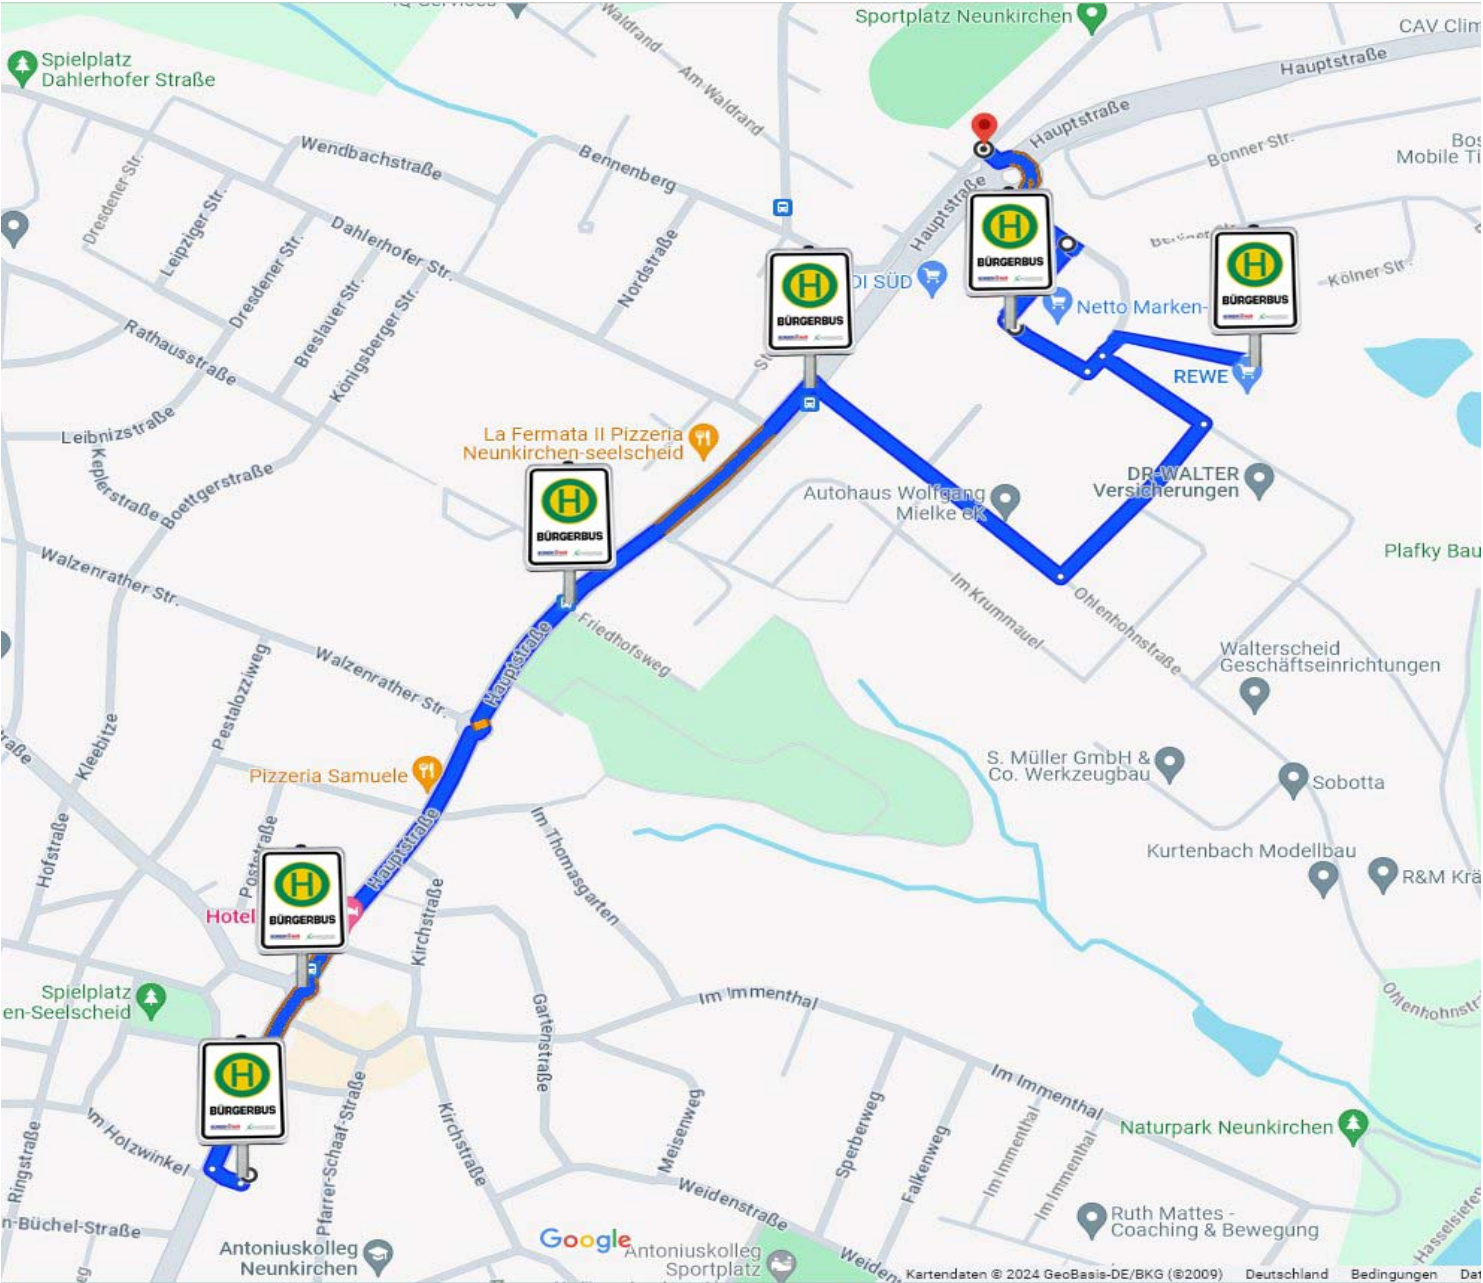 Sportplatz Neunkirchen
CAV Clim
Hauptstraße
Spielplatz
Dahlerhofer Straße
Waldrand
Am Waldrand
Hauptstraße
Bonner Str.
Mobile Ti
Wendbachstraße
Bennenberg
Dresdener Str.
Leipziger Str.
Hauptstraße
Dahlerhofer Str.
Nordstraße
Dresdener Str.
Kölner Str.
H
BÜRGERBUS
H
BÜRGERBUS
H
BÜRGERBUS
DI SÜD
Netto Marken-
Breslauer Str.
Königsberger Str.
Rathausstraße
REWE
Leibnizstraße
La Fermata II Pizzeria
Neunkirchen-seelscheid
Keplerstraße
Boettgerstraße
H
BÜRGERBUS
DR-WALTER
Versicherungen
Autohaus Wolfgang
Mielke eK
Plafky Bau
Walzenrather Str.
Im Krummauel
Ohlenhohnstraße
Friedhofsweg
Hauptstraße
Walzenrather Str.
Pestalozziweg
Walterscheid
Geschäftseinrichtungen
Kleebitze
raße
Pizzeria Samuele
S. Müller GmbH &
Co. Werkzeugbau
Sobotta
Hofstraße
Poststraße
Hauptstraße
Im Thomasgarten
Kurtenbach Modellbau
R&M Krä
H
BÜRGERBUS
Hotel
Kirchstraße
Spielplatz
en-Seelscheid
Im Immenthal
Gartenstraße
Ohlenhohnstr
H
BÜRGERBUS
Im Immenthal
Im Holzwinkel
Ringstraße
Pfarrer-Schaaf-Straße
Kirchstraße
Meisenweg
Sperberweg
Falkenweg
Im Immenthal
Im Immenthal
Naturpark Neunkirchen
Weidenstraße
n-Büchel-Straße
Ruth Mattes -
Coaching & Bewegung
Hasselsiefen
Antoniuskolleg
Neunkirchen
Google
Antoniuskolleg
Sportplatz
Weiden
Kartendaten © 2024 GeoBasis-DE/BKG (©2009) Deutschland Bedingungen Dat